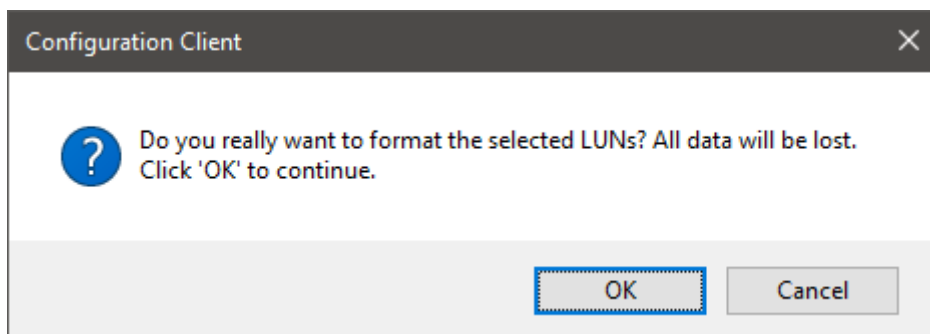 Configuration Client
Do you really want to format the selected LUNs? All data will be lost.
Click 'OK' to continue.
OK
Cancel